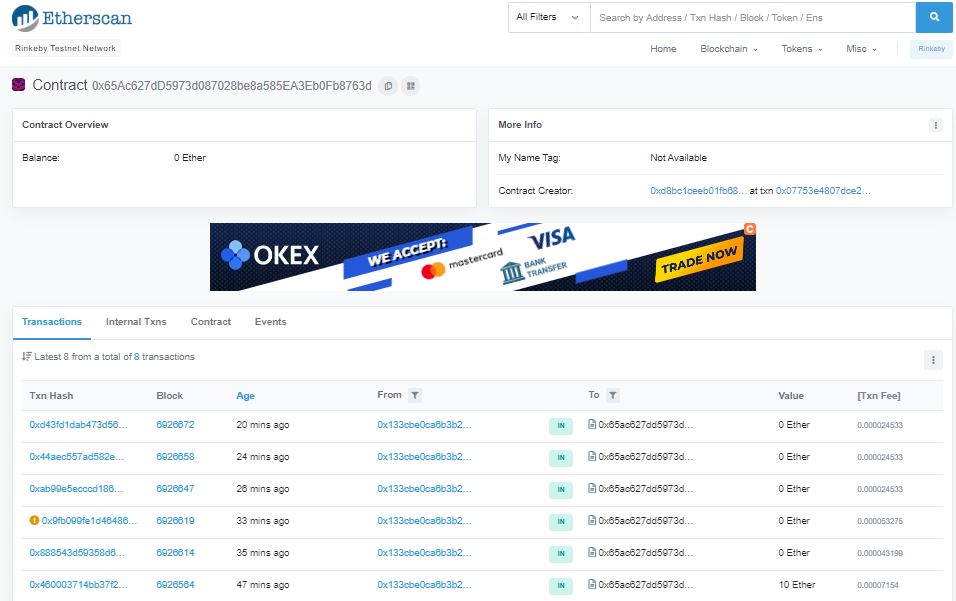 Etherscan
All Filters
Search by Address / Txn Hash / Block / Token / Ens
Rinkeby Testnet Network
Home Blockchain Tokens Misc Rinkeby
Contract 0x65Ac627dD5973d087028be8a585EA3Eb0Fb8763d
Contract Overview
Balance: 0 Ether
More Info
My Name Tag: Not Available
Contract Creator: 0xd8bc1ceeb01fb68... at txn 0x07753e4807dce2...
OKEX WE ACCEPT: mastercard VISA BANK TRANSFER TRADE NOW C
Transactions Internal Txns Contract Events
Latest 8 from a total of 8 transactions
Txn Hash Block Age From To Value [Txn Fee]
0xd43fd1dab473d56... 6926672 20 mins ago 0x133cbe0ca6b3b2... IN 0x65ac627dd5973d... 0 Ether 0.000024533
0x44aec557ad582e... 6926658 24 mins ago 0x133cbe0ca6b3b2... IN 0x65ac627dd5973d... 0 Ether 0.000024533
0xab99e5ecccd186... 6926647 26 mins ago 0x133cbe0ca6b3b2... IN 0x65ac627dd5973d... 0 Ether 0.000024533
0x9fb099fe1d46486... 6926619 33 mins ago 0x133cbe0ca6b3b2... IN 0x65ac627dd5973d... 0 Ether 0.000053275
0x888543d59358d6... 6926614 35 mins ago 0x133cbe0ca6b3b2... IN 0x65ac627dd5973d... 0 Ether 0.000043199
0x460003714bb37f2... 6926564 47 mins ago 0x133cbe0ca6b3b2... IN 0x65ac627dd5973d... 10 Ether 0.00007154